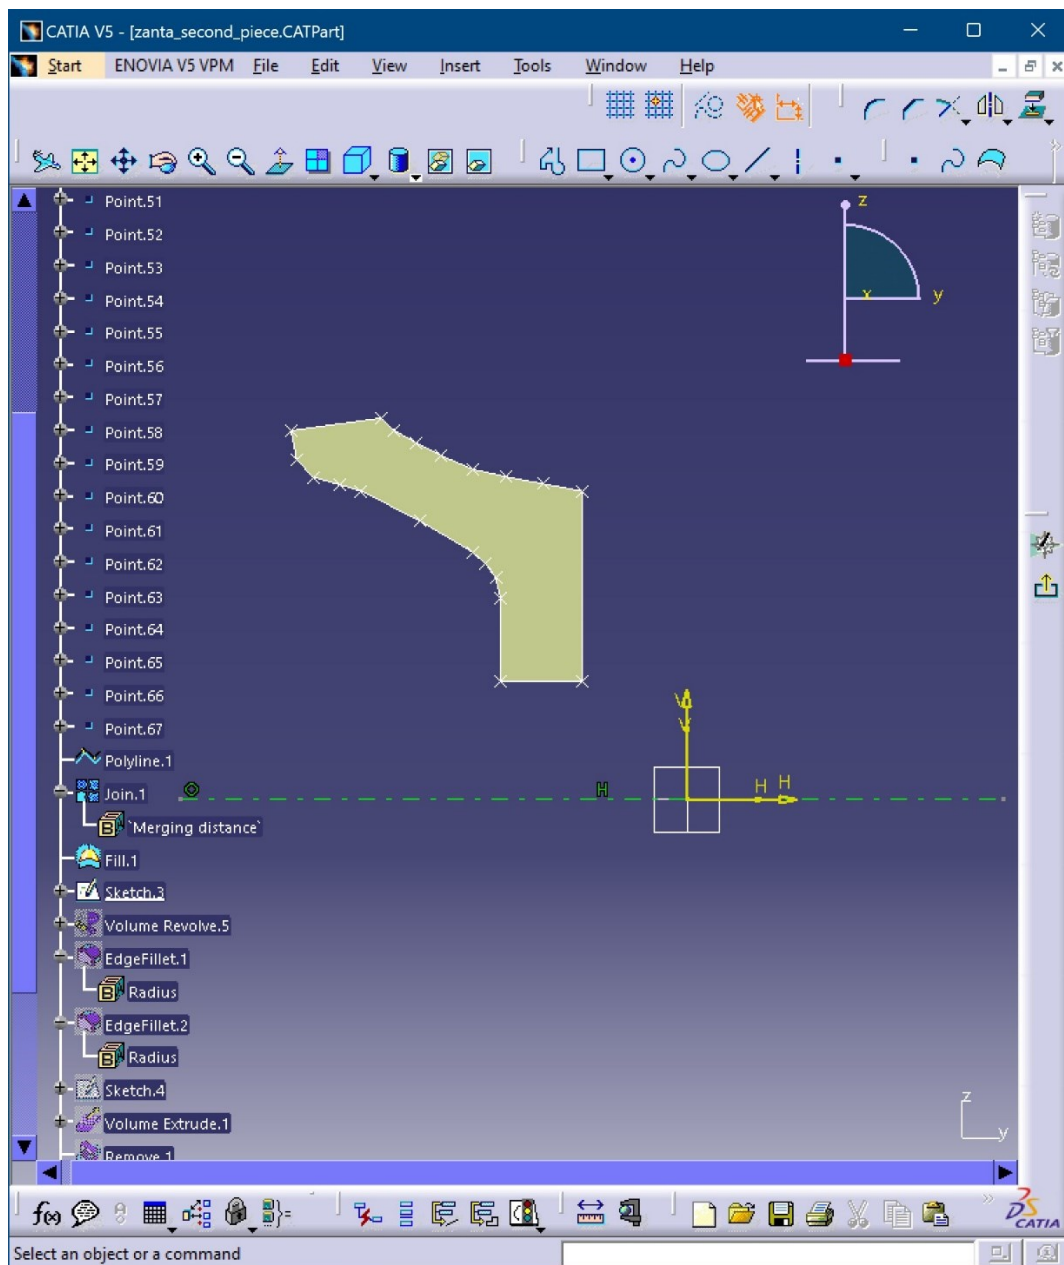 CATIA V5 - [zanta_second_piece.CATPart]
Start ENOVIA V5 VPM File Edit View Insert Tools Window Help
Point.51
z
Point.52
Point.53
Point.54
x y
Point.55
Point.56
Point.57
Point.58
Point.59
Point.60
Point.61
Point.62
Point.63
Point.64
Point.65
Point.66
V
Point.67
V
Polyline.1
Join.1
H H H
`Merging distance`
Fill.1
Sketch.3
Volume Revolve.5
EdgeFillet.1
Radius
EdgeFillet.2
Radius
Sketch.4
z
Volume Extrude.1
y
Remove.1
f(x)
CATIA
Select an object or a command